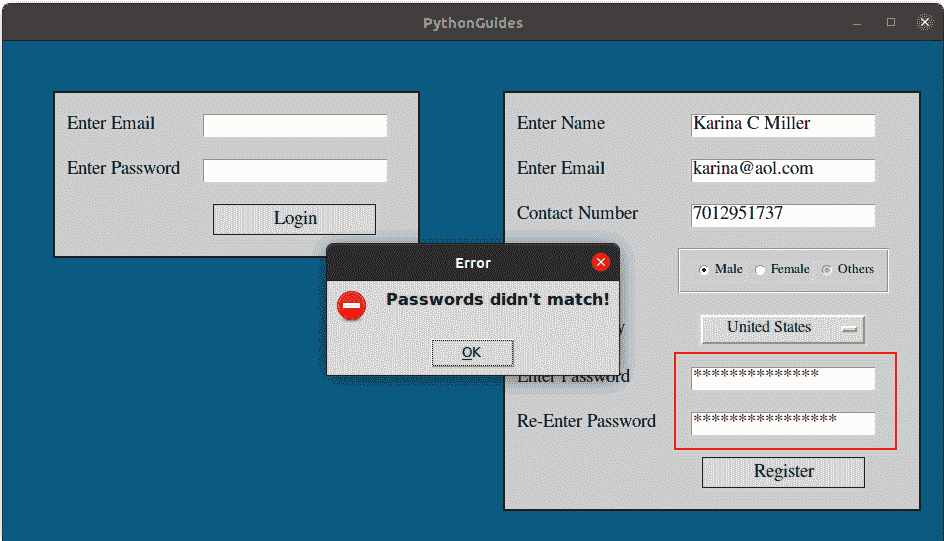 PythonGuides
Enter Email
Enter Password
Login
Enter Name Karina C Miller
Enter Email karina@aol.com
Contact Number 7012951737
Male Female Others
United States
Enter Password **************
Re-Enter Password ****************
Register
Error
Passwords didn't match!
OK